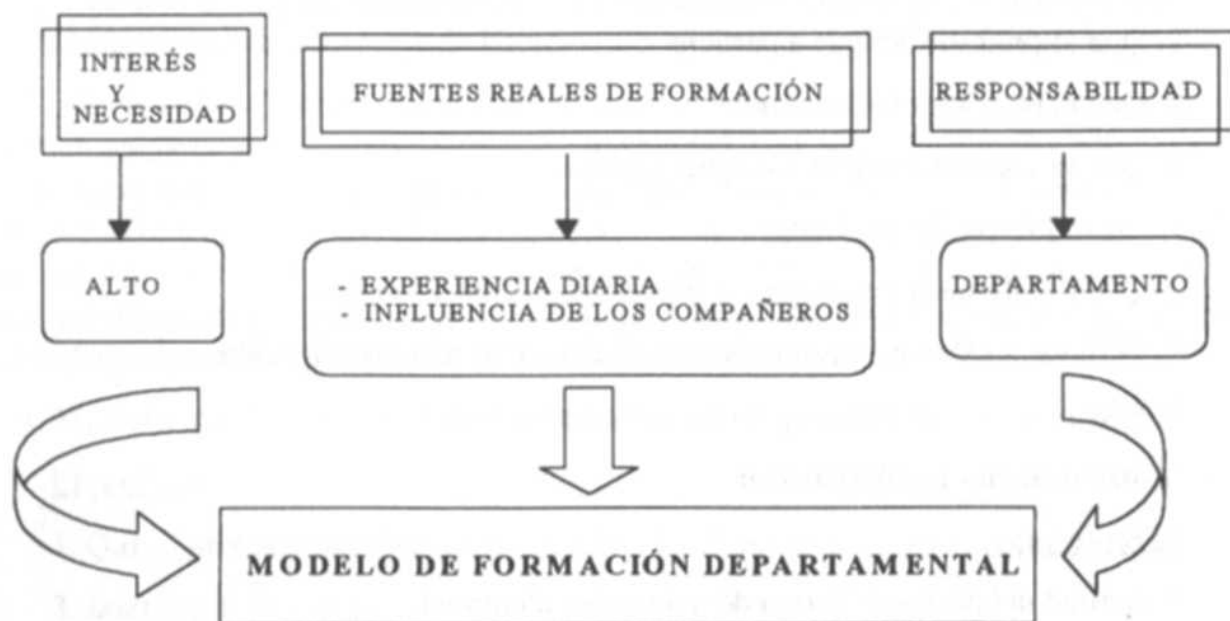 INTERÉS
Y
NECESIDAD
FUENTES REALES DE FORMACIÓN
RESPONSABILIDAD
ALTO
- EXPERIENCIA DIARIA
- INFLUENCIA DE LOS COMPAÑEROS
DEPARTAMENTO
MODELO DE FORMACIÓN DEPARTAMENTAL